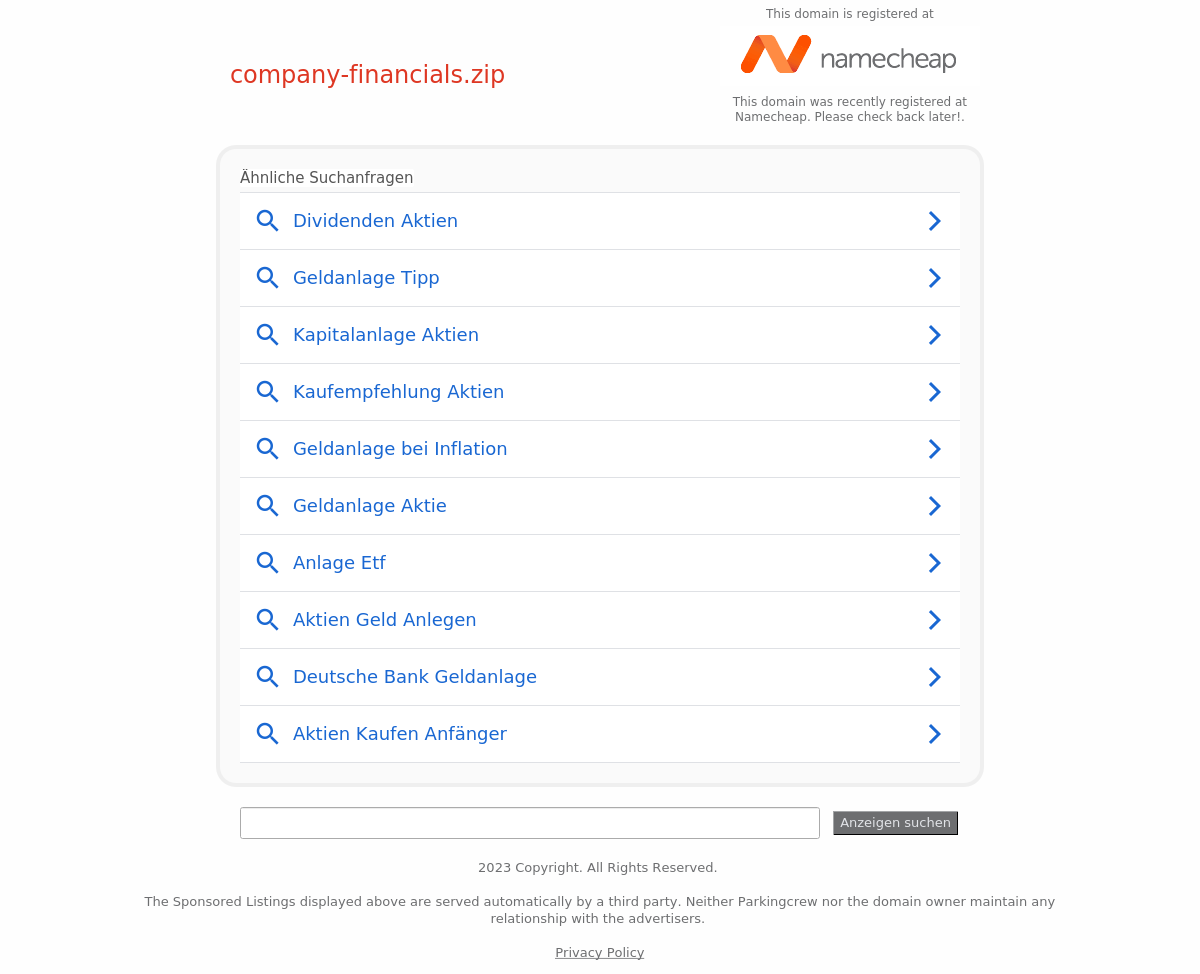 This domain is registered at
namecheap
company-financials.zip
This domain was recently registered at
Namecheap. Please check back later!.
Ähnliche Suchanfragen
Dividenden Aktien
Geldanlage Tipp
Kapitalanlage Aktien
Kaufempfehlung Aktien
Geldanlage bei Inflation
Geldanlage Aktie
Anlage Etf
Aktien Geld Anlegen
Deutsche Bank Geldanlage
Aktien Kaufen Anfänger
Anzeigen suchen
2023 Copyright. All Rights Reserved.
The Sponsored Listings displayed above are served automatically by a third party. Neither Parkingcrew nor the domain owner maintain any
relationship with the advertisers.
Privacy Policy